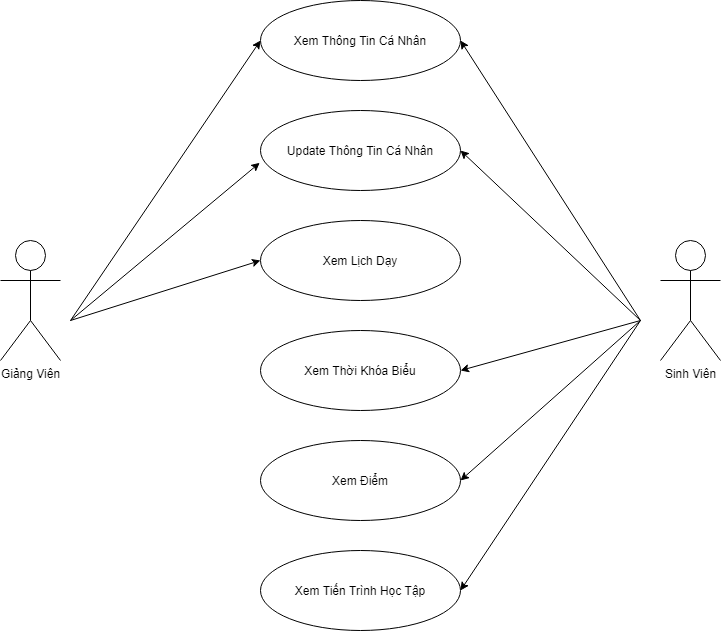 Xem Thông Tin Cá Nhân
Update Thông Tin Cá Nhân
Xem Lịch Dạy
Xem Thời Khóa Biểu
Giảng Viên
Sinh Viên
Xem Điểm
Xem Tiến Trình Học Tập